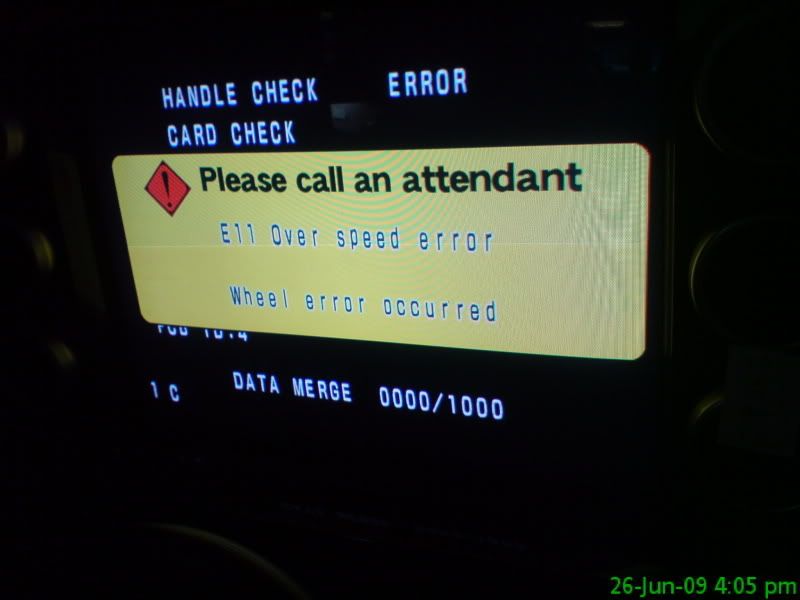 HANDLE CHECK ERROR
CARD CHECK
Please call an attendant
E11 Over speed error
Wheel error occurred
1 C DATA MERGE 0000/1000
26-Jun-09 4:05 pm